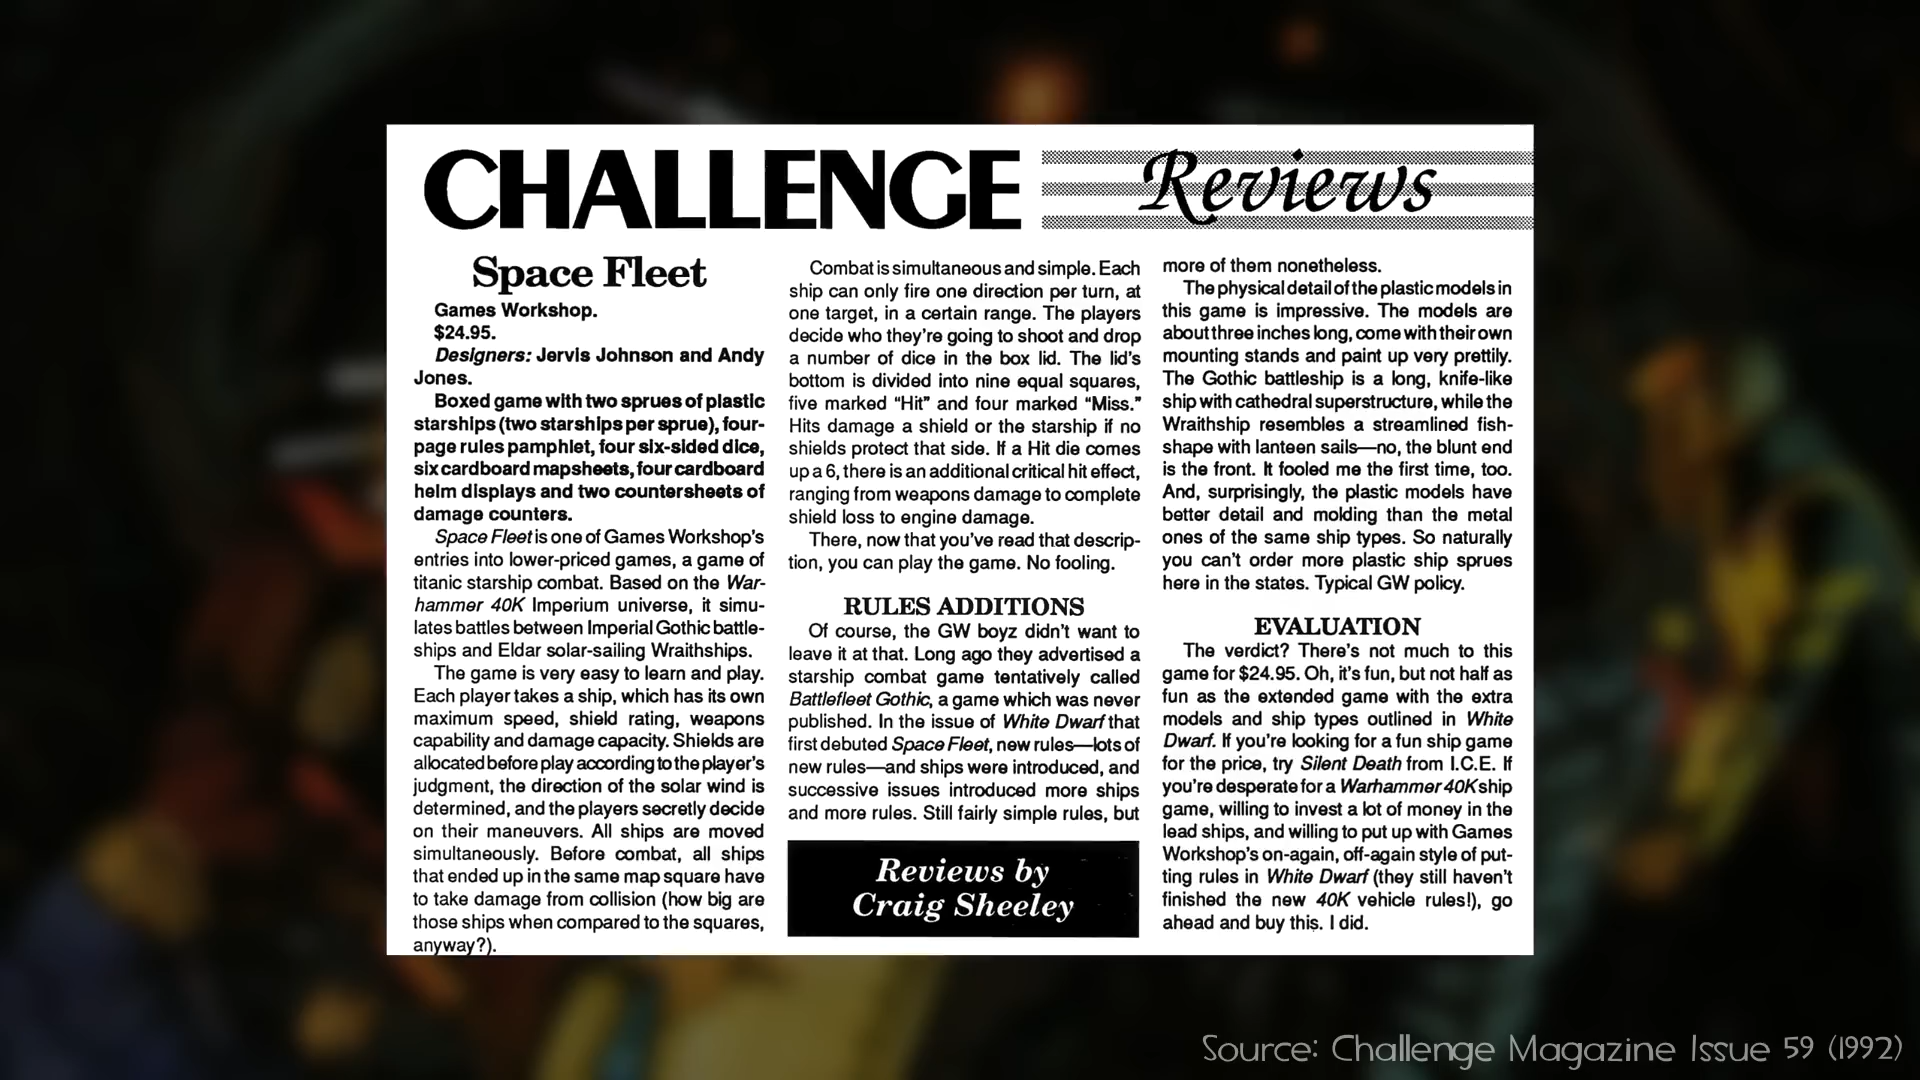 CHALLENGE Reviews
Space Fleet
Games Workshop.
$24.95.
Designers: Jervis Johnson and Andy
Jones.
Boxed game with two sprues of plastic
starships (two starships per sprue), four-
page rules pamphlet, four six-sided dice,
six cardboard mapsheets, four cardboard
helm displays and two countersheets of
damage counters.
Space Fleet is one of Games Workshop's
entries into lower-priced games, a game of
titanic starship combat. Based on the War-
hammer 40K Imperium universe, it simu-
lates battles between Imperial Gothic battle-
ships and Eldar solar-sailing Wraithships.
The game is very easy to learn and play.
Each player takes a ship, which has its own
maximum speed, shield rating, weapons
capability and damage capacity. Shields are
allocated before play according to the player's
judgment, the direction of the solar wind is
determined, and the players secretly decide
on their maneuvers. All ships are moved
simultaneously. Before combat, all ships
that ended up in the same map square have
to take damage from collision (how big are
those ships when compared to the squares,
anyway?).
Combat is simultaneous and simple. Each
ship can only fire one direction per turn, at
one target, in a certain range. The players
decide who they're going to shoot and drop
a number of dice in the box lid. The lid's
bottom is divided into nine equal squares,
five marked "Hit" and four marked "Miss."
Hits damage a shield or the starship if no
shields protect that side. If a Hit die comes
up a 6, there is an additional critical hit effect,
ranging from weapons damage to complete
shield loss to engine damage.
There, now that you've read that descrip-
tion, you can play the game. No fooling.
RULES ADDITIONS
Of course, the GW boyz didn't want to
leave it at that. Long ago they advertised a
starship combat game tentatively called
Battlefleet Gothic, a game which was never
published. In the issue of White Dwarf that
first debuted Space Fleet, new rules—lots of
new rules—and ships were introduced, and
successive issues introduced more ships
and more rules. Still fairly simple rules, but
Reviews by
Craig Sheeley
more of them nonetheless.
The physical detail of the plastic models in
this game is impressive. The models are
about three inches long, come with their own
mounting stands and paint up very prettily.
The Gothic battleship is a long, knife-like
ship with cathedral superstructure, while the
Wraithship resembles a streamlined fish-
shape with lanteen sails—no, the blunt end
is the front. It fooled me the first time, too.
And, surprisingly, the plastic models have
better detail and molding than the metal
ones of the same ship types. So naturally
you can't order more plastic ship sprues
here in the states. Typical GW policy.
EVALUATION
The verdict? There's not much to this
game for $24.95. Oh, it's fun, but not half as
fun as the extended game with the extra
models and ship types outlined in White
Dwarf. If you're looking for a fun ship game
for the price, try Silent Death from I.C.E. If
you're desperate for a Warhammer 40K ship
game, willing to invest a lot of money in the
lead ships, and willing to put up with Games
Workshop's on-again, off-again style of put-
ting rules in White Dwarf (they still haven't
finished the new 40K vehicle rules!), go
ahead and buy this. I did.
Source: Challenge Magazine Issue 59 (1992)